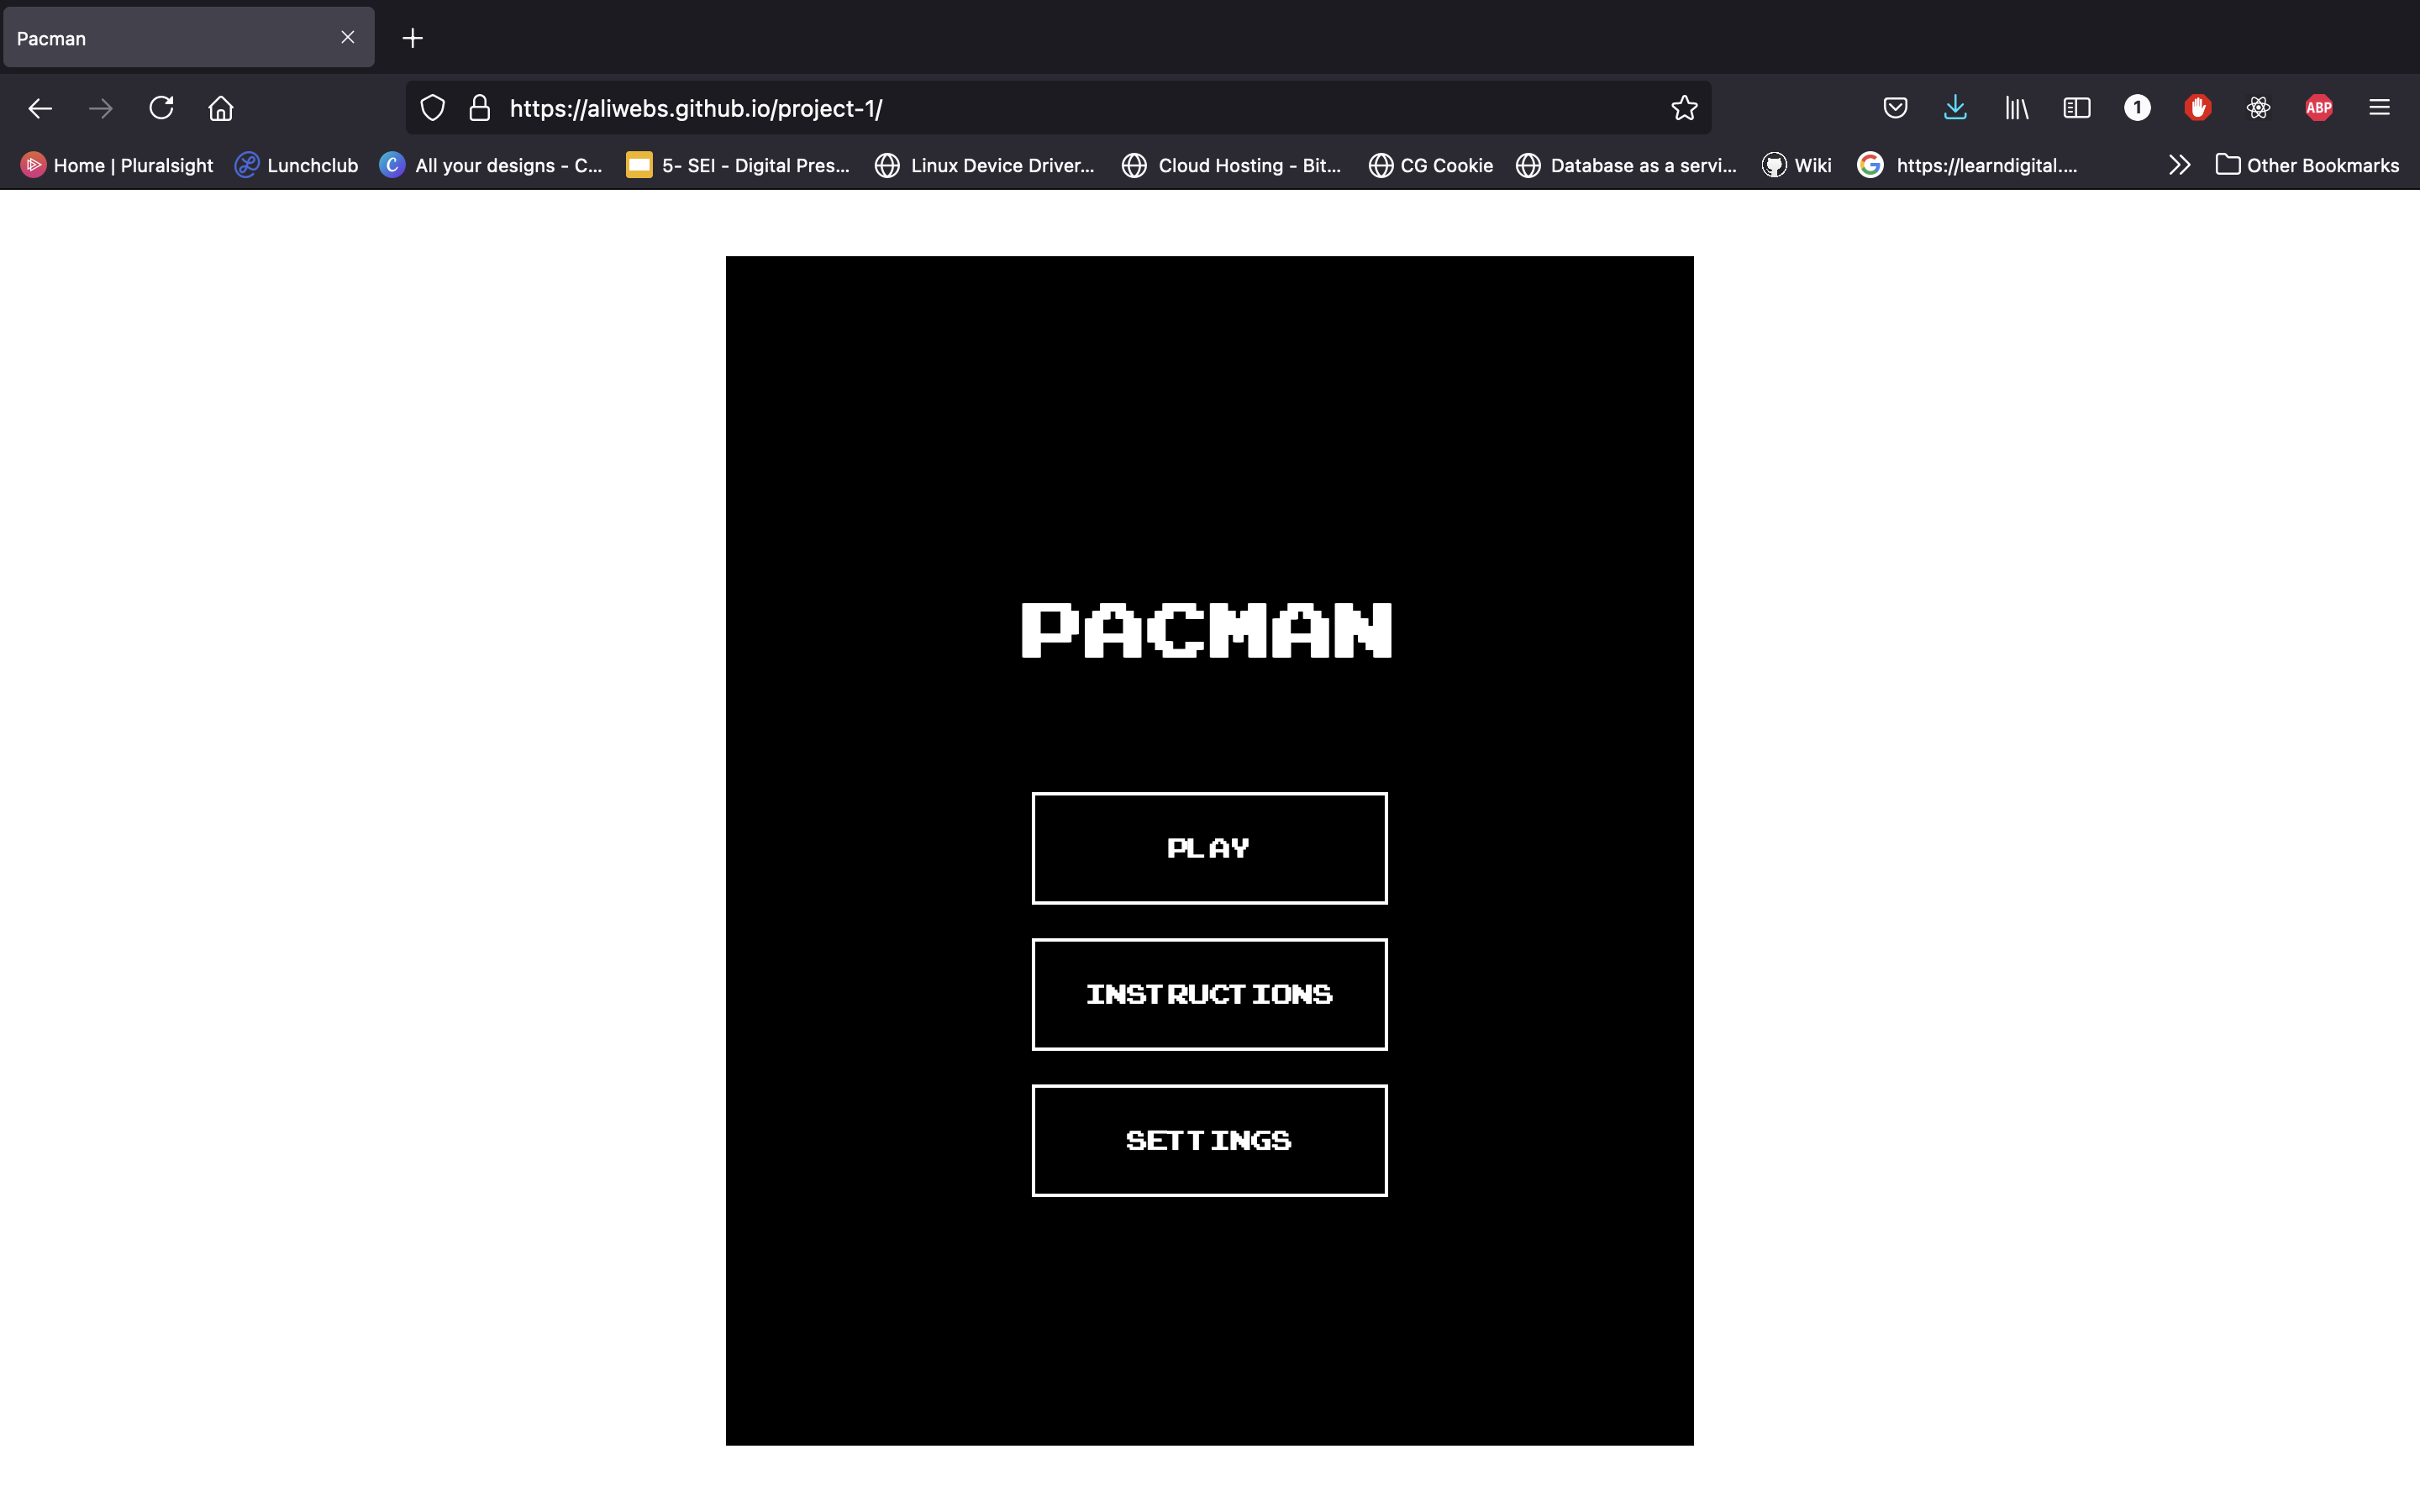 Pacman
https://aliwebs.github.io/project-1/
1
ABP
Home | Pluralsight
Lunchclub
C
All your designs - C...
5- SEI - Digital Pres...
Linux Device Driver...
Cloud Hosting - Bit...
CG Cookie
Database as a servi...
Wiki
G
https://learndigital....
Other Bookmarks
PACMAN
PLAY
INSTRUCTIONS
SETTINGS